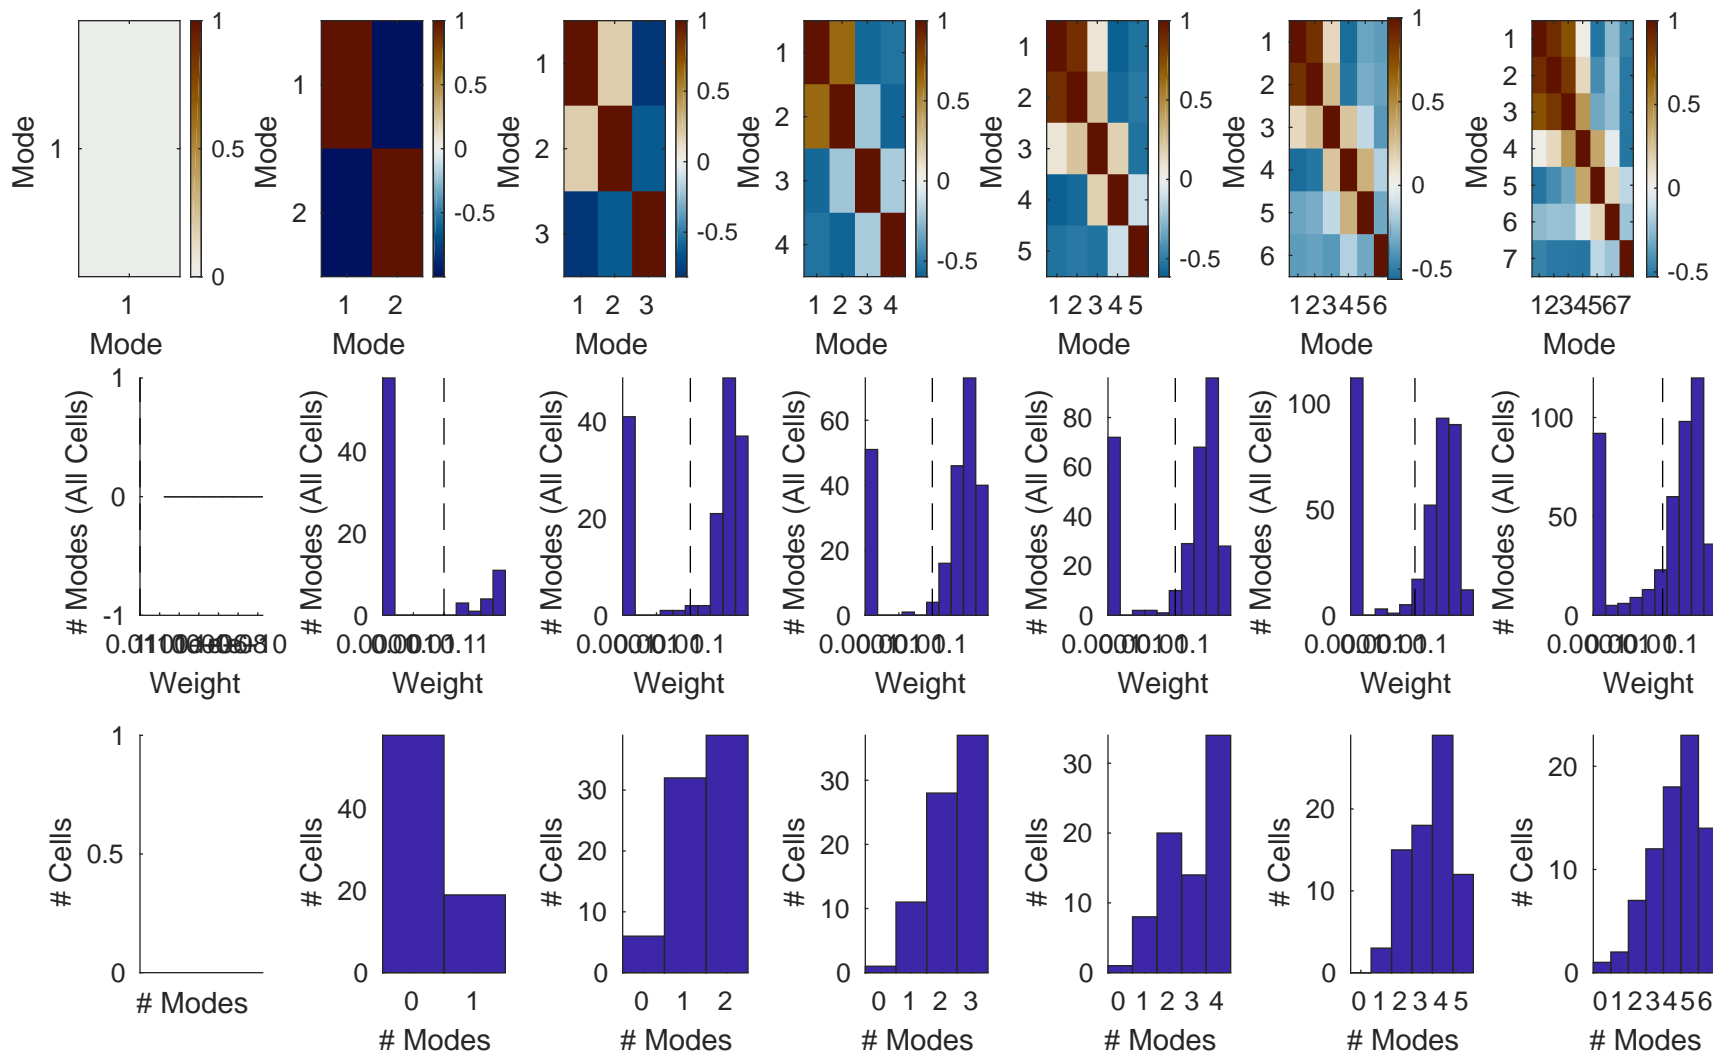 Mode
1
1
Mode
1
0.5
0
Mode
1
2
1 2
Mode
1
0.5
0
-0.5
Mode
1
2
3
1 2 3
Mode
1
0.5
0
-0.5
Mode
1
2
3
4
1 2 3 4
Mode
1
0.5
0
-0.5
Mode
1
2
3
4
5
1 2 3 4 5
Mode
1
0.5
0
-0.5
Mode
1
2
3
4
5
6
123456
Mode
1
0.5
0
-0.5
Mode
1
2
3
4
5
6
7
1234567
Mode
1
0.5
0
-0.5
# Modes (All Cells)
1
0
-1
Weight
# Modes (All Cells)
40
20
0
Weight
# Modes (All Cells)
40
20
0
Weight
# Modes (All Cells)
60
40
20
0
Weight
# Modes (All Cells)
80
60
40
20
0
Weight
# Modes (All Cells)
100
50
0
Weight
# Modes (All Cells)
100
50
0
Weight
# Cells
1
0.5
0
# Modes
# Cells
40
20
0
0 1
# Modes
# Cells
30
20
10
0
0 1 2
# Modes
# Cells
30
20
10
0
0 1 2 3
# Modes
# Cells
30
20
10
0
0 1 2 3 4
# Modes
# Cells
20
10
0
0 1 2 3 4 5
# Modes
# Cells
20
10
0
0 1 2 3 4 5 6
# Modes